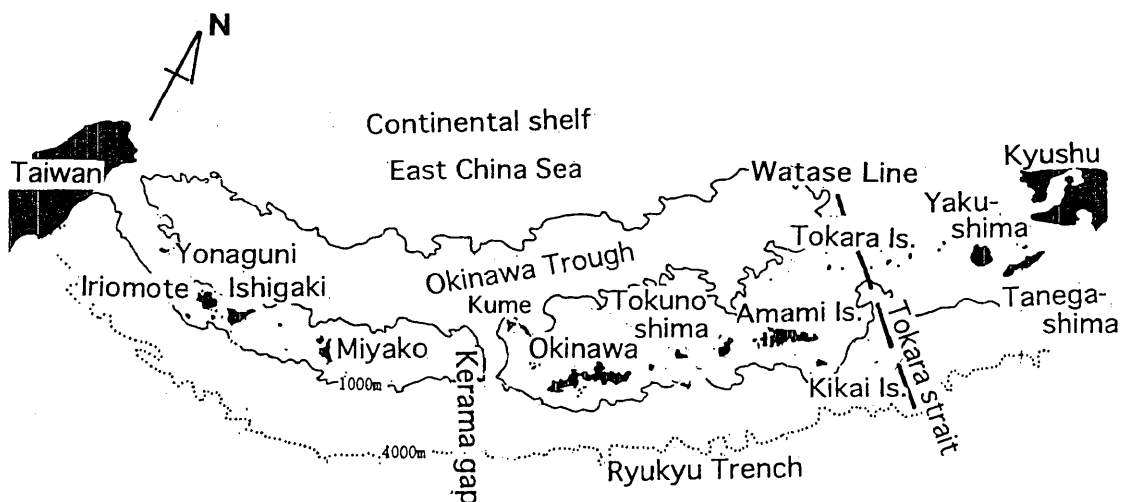 N
Continental shelf
East China Sea
Taiwan
Watase Line
Kyushu
Yaku-
shima
Tokara Is.
Yonaguni
Okinawa Trough
Iriomote
Ishigaki
Kume
Tokuno-
shima
Amami Is.
Tanega-
shima
Miyako
Okinawa
Tokara strait
1000m
Kerama gap
Kikai Is.
4000m
Ryukyu Trench